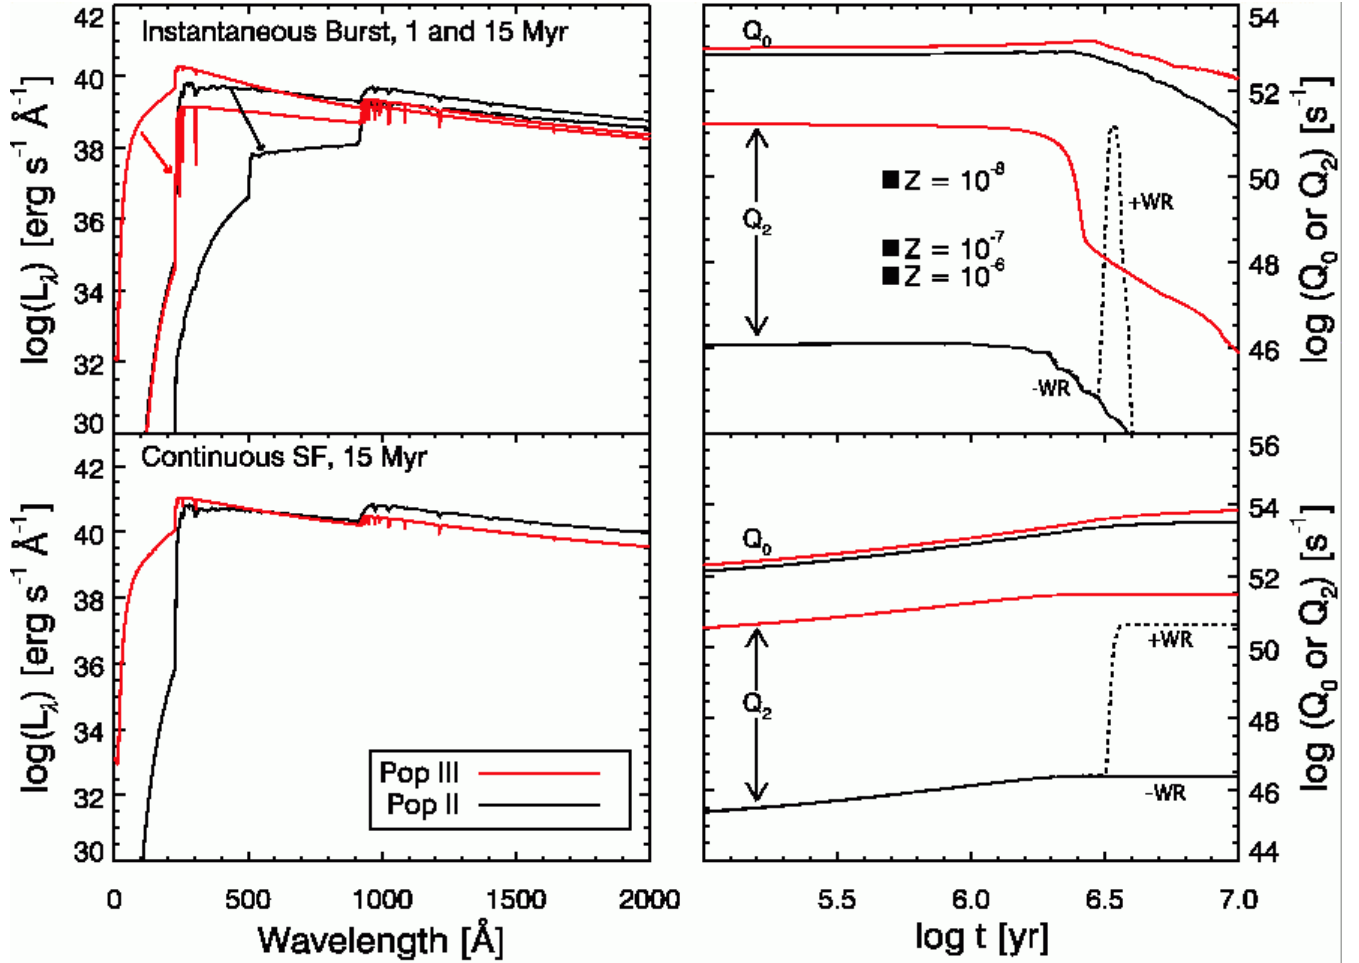 42
40
38
36
34
32
30
log(Lλ) [erg s⁻¹ Å⁻¹]
Instantaneous Burst, 1 and 15 Myr
54
52
50
48
46
log (Q₀ or Q₂) [s⁻¹]
Q₀
Q₂
Z = 10⁻⁸
Z = 10⁻⁷
Z = 10⁻⁶
+WR
-WR
42
40
38
36
34
32
30
log(Lλ) [erg s⁻¹ Å⁻¹]
Continuous SF, 15 Myr
Pop III
Pop II
0 500 1000 1500 2000
Wavelength [Å]
56
54
52
50
48
46
44
log (Q₀ or Q₂) [s⁻¹]
Q₀
Q₂
+WR
-WR
5.5 6.0 6.5 7.0
log t [yr]